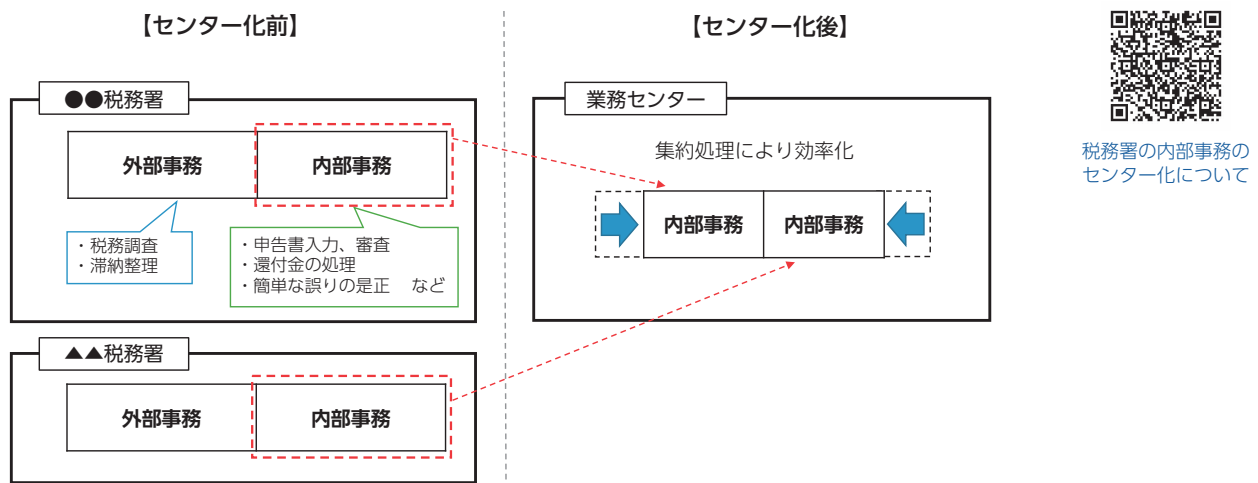 【センター化前】
●●税務署
外部事務
内部事務
・税務調査
・滞納整理
・申告書入力、審査
・還付金の処理
・簡単な誤りの是正 など
▲▲税務署
外部事務
内部事務
【センター化後】
業務センター
集約処理により効率化
内部事務
内部事務
税務署の内部事務の
センター化について